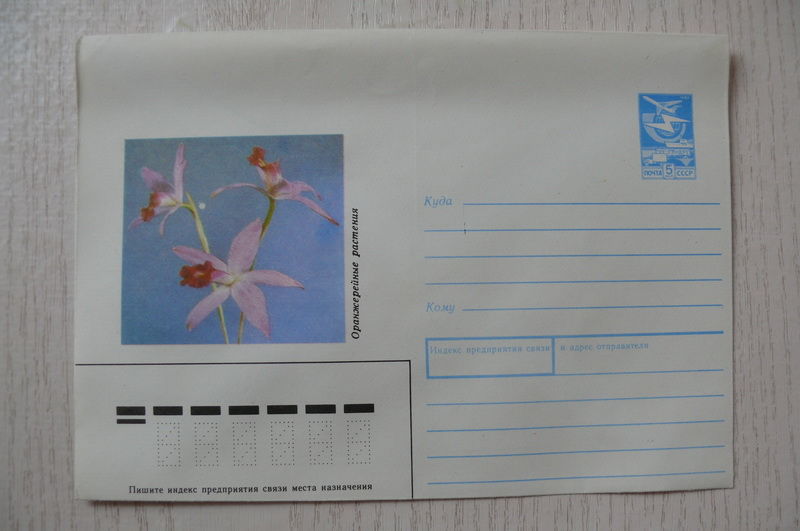 ПОЧТА 5 СССР
Куда
Кому
Оранжерейные растения
Индекс предприятия связи и адрес отправителя
Пишите индекс предприятия связи места назначения